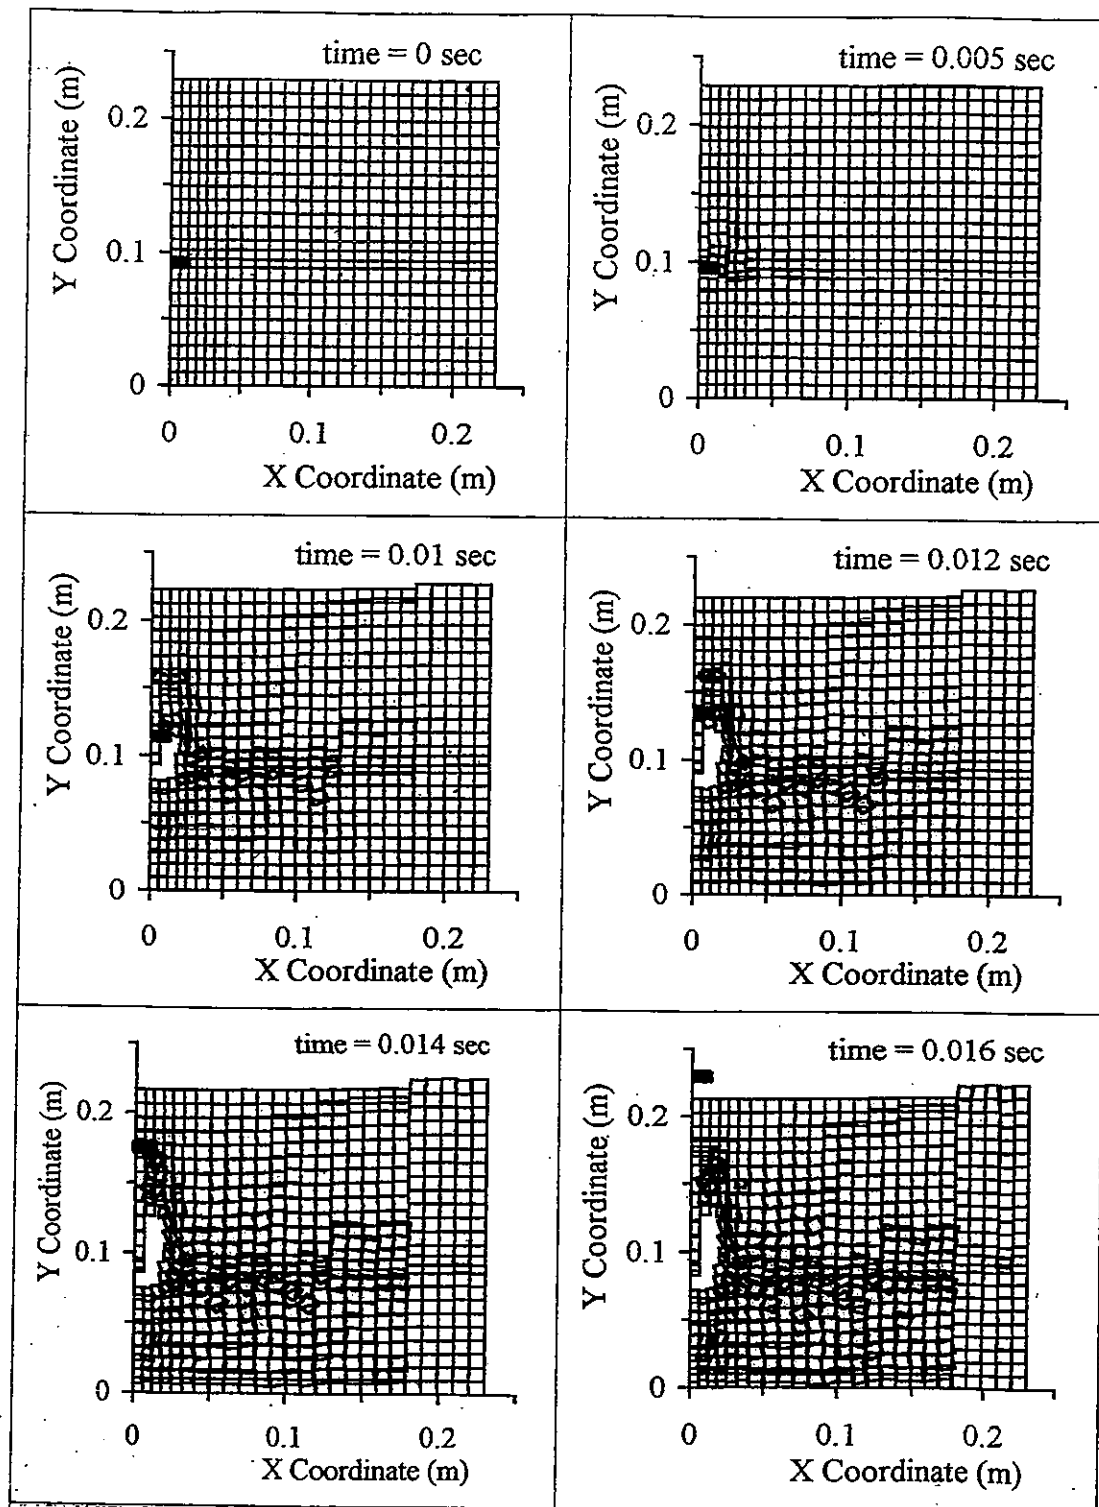 time = 0 sec
Y Coordinate (m)
0.2
0.1
0
0
0.1
0.2
X Coordinate (m)
time = 0.005 sec
Y Coordinate (m)
0.2
0.1
0
0
0.1
0.2
X Coordinate (m)
time = 0.01 sec
Y Coordinate (m)
0.2
0.1
0
0
0.1
0.2
X Coordinate (m)
time = 0.012 sec
Y Coordinate (m)
0.2
0.1
0
0
0.1
0.2
X Coordinate (m)
time = 0.014 sec
Y Coordinate (m)
0.2
0.1
0
0
0.1
0.2
X Coordinate (m)
time = 0.016 sec
Y Coordinate (m)
0.2
0.1
0
0
0.1
0.2
X Coordinate (m)